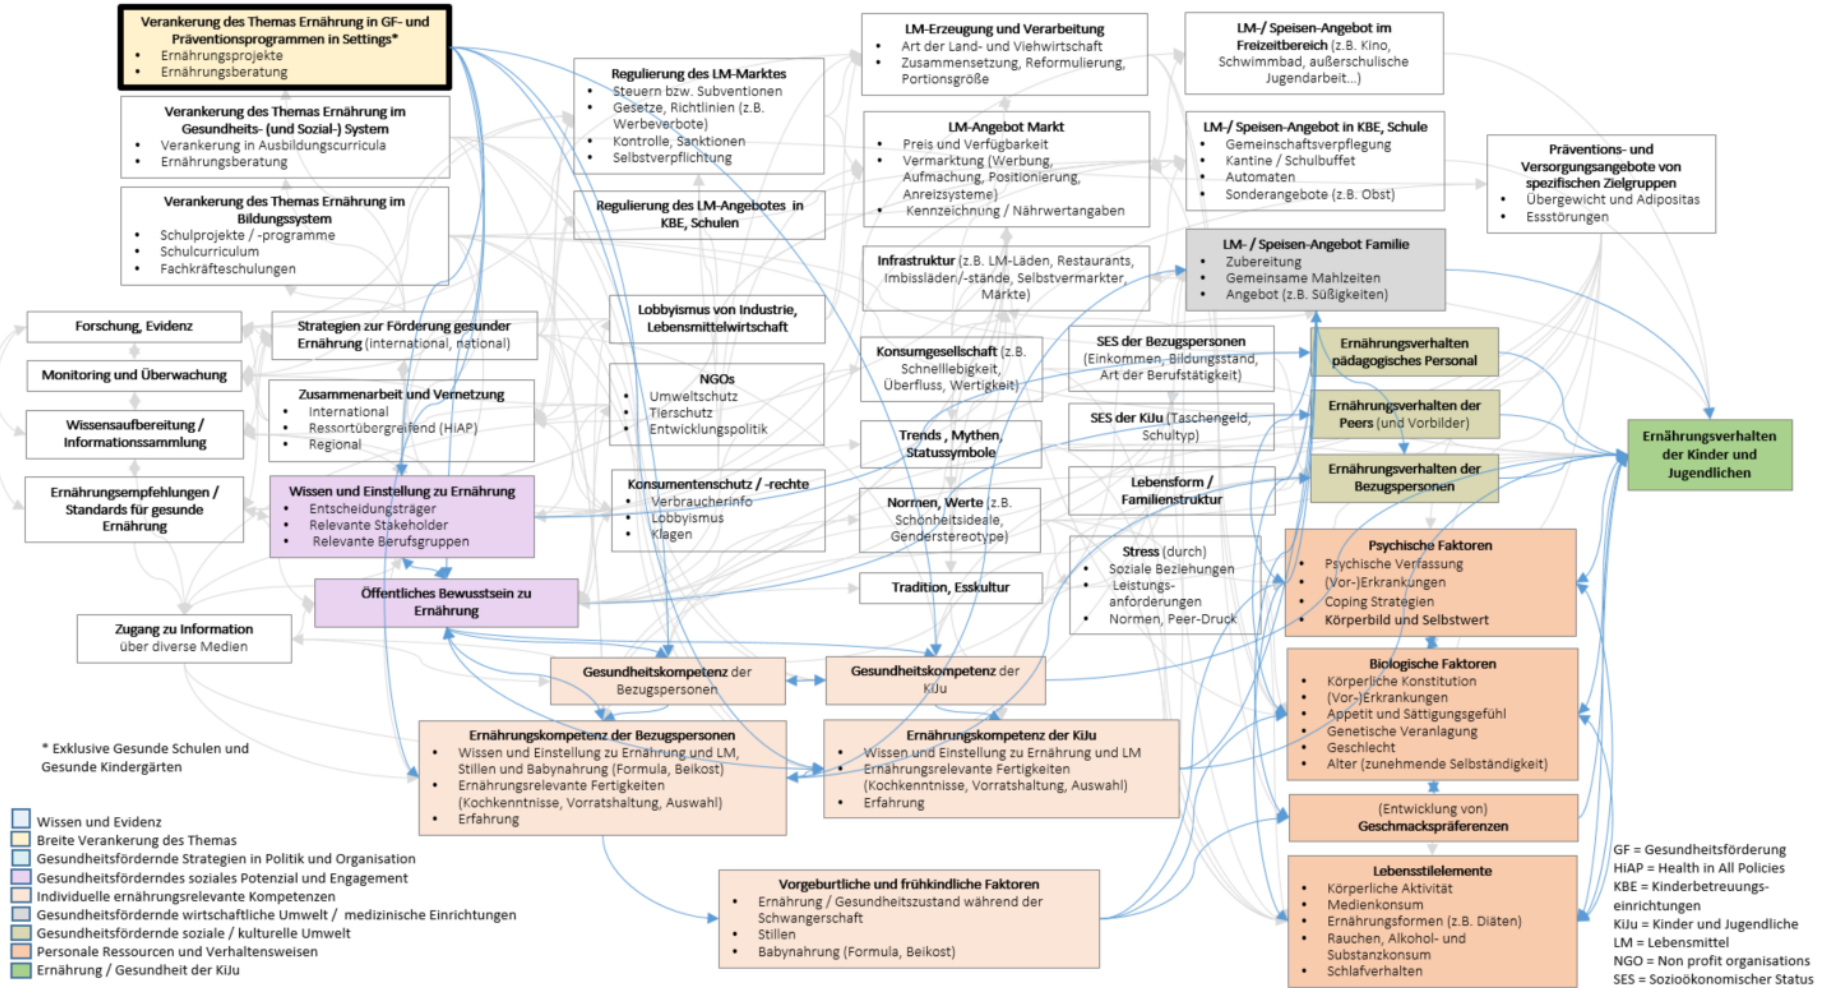 Verankerung des Themas Ernährung in GF- und
Präventionsprogrammen in Settings*
• Ernährungsprojekte
• Ernährungsberatung
Verankerung des Themas Ernährung im
Gesundheits- (und Sozial-) System
• Verankerung in Ausbildungscurricula
• Ernährungsberatung
Verankerung des Themas Ernährung im
Bildungssystem
• Schulprojekte / -programme
• Schulcurriculum
• Fachkräfteschulungen
Forschung, Evidenz
Monitoring und Überwachung
Wissensaufbereitung /
Informationssammlung
Ernährungsempfehlungen /
Standards für gesunde
Ernährung
Strategien zur Förderung gesunder
Ernährung (international, national)
Zusammenarbeit und Vernetzung
• International
• Ressortübergreifend (HiAP)
• Regional
Wissen und Einstellung zu Ernährung
• Entscheidungsträger
• Relevante Stakeholder
• Relevante Berufsgruppen
Öffentliches Bewusstsein zu
Ernährung
Zugang zu Information
über diverse Medien
Regulierung des LM-Marktes
• Steuern bzw. Subventionen
• Gesetze, Richtlinien (z.B.
Werbeverbote)
• Kontrolle, Sanktionen
• Selbstverpflichtung
Regulierung des LM-Angebotes in
KBE, Schulen
Lobbyismus von Industrie,
Lebensmittelwirtschaft
NGOs
• Umweltschutz
• Tierschutz
• Entwicklungspolitik
Konsumentenschutz / -rechte
• Verbraucherinfo
• Lobbyismus
• Klagen
LM-Erzeugung und Verarbeitung
• Art der Land- und Viehwirtschaft
• Zusammensetzung, Reformulierung,
Portionsgröße
LM-Angebot Markt
• Preis und Verfügbarkeit
• Vermarktung (Werbung,
Aufmachung, Positionierung,
Anreizsysteme)
• Kennzeichnung / Nährwertangaben
Infrastruktur (z.B. LM-Läden, Restaurants,
Imbissläden/-stände, Selbstvermarkter,
Märkte)
Konsumgesellschaft (z.B.
Schnelllebigkeit,
Überfluss, Wertigkeit)
Trends , Mythen,
Statussymbole
Normen, Werte (z.B.
Schönheitsideale,
Genderstereotype)
Tradition, Esskultur
LM-/ Speisen-Angebot im
Freizeitbereich (z.B. Kino,
Schwimmbad, außerschulische
Jugendarbeit...)
LM-/ Speisen-Angebot in KBE, Schule
• Gemeinschaftsverpflegung
• Kantine / Schulbuffet
• Automaten
• Sonderangebote (z.B. Obst)
LM- / Speisen-Angebot Familie
• Zubereitung
• Gemeinsame Mahlzeiten
• Angebot (z.B. Süßigkeiten)
Präventions- und
Versorgungsangebote von
spezifischen Zielgruppen
• Übergewicht und Adipositas
• Essstörungen
SES der Bezugspersonen
(Einkommen, Bildungsstand,
Art der Berufstätigkeit)
SES der KiJu (Taschengeld,
Schultyp)
Lebensform /
Familienstruktur
Stress (durch)
• Soziale Beziehungen
• Leistungs-
anforderungen
• Normen, Peer-Druck
Ernährungsverhalten
pädagogisches Personal
Ernährungsverhalten der
Peers (und Vorbilder)
Ernährungsverhalten der
Bezugspersonen
Ernährungsverhalten
der Kinder und
Jugendlichen
Psychische Faktoren
• Psychische Verfassung
• (Vor-)Erkrankungen
• Coping Strategien
• Körperbild und Selbstwert
Biologische Faktoren
• Körperliche Konstitution
• (Vor-)Erkrankungen
• Appetit und Sättigungsgefühl
• Genetische Veranlagung
• Geschlecht
• Alter (zunehmende Selbständigkeit)
(Entwicklung von)
Geschmackspräferenzen
Lebensstilelemente
• Körperliche Aktivität
• Medienkonsum
• Ernährungsformen (z.B. Diäten)
• Rauchen, Alkohol- und
Substanzkonsum
• Schlafverhalten
Gesundheitskompetenz der
Bezugspersonen
Gesundheitskompetenz der
KiJu
Ernährungskompetenz der Bezugspersonen
• Wissen und Einstellung zu Ernährung und LM,
Stillen und Babynahrung (Formula, Beikost)
• Ernährungsrelevante Fertigkeiten
(Kochkenntnisse, Vorratshaltung, Auswahl)
• Erfahrung
Ernährungskompetenz der KiJu
• Wissen und Einstellung zu Ernährung und LM
• Ernährungsrelevante Fertigkeiten
(Kochkenntnisse, Vorratshaltung, Auswahl)
• Erfahrung
Vorgeburtliche und frühkindliche Faktoren
• Ernährung / Gesundheitszustand während der
Schwangerschaft
• Stillen
• Babynahrung (Formula, Beikost)
* Exklusive Gesunde Schulen und
Gesunde Kindergärten
Wissen und Evidenz
Breite Verankerung des Themas
Gesundheitsfördernde Strategien in Politik und Organisation
Gesundheitsförderndes soziales Potenzial und Engagement
Individuelle ernährungsrelevante Kompetenzen
Gesundheitsfördernde wirtschaftliche Umwelt / medizinische Einrichtungen
Gesundheitsfördernde soziale / kulturelle Umwelt
Personale Ressourcen und Verhaltensweisen
Ernährung / Gesundheit der KiJu
GF = Gesundheitsförderung
HiAP = Health in All Policies
KBE = Kinderbetreuungs-
einrichtungen
KiJu = Kinder und Jugendliche
LM = Lebensmittel
NGO = Non profit organisations
SES = Sozioökonomischer Status